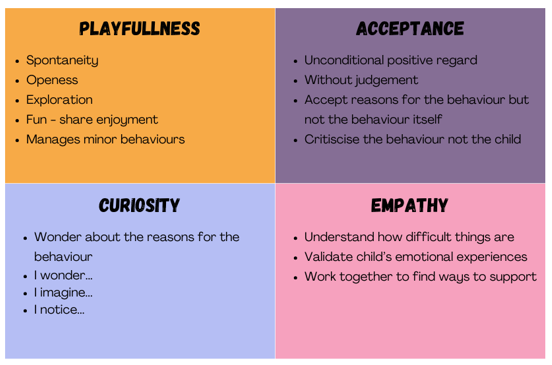 PLAYFULLNESS
• Spontaneity
• Openess
• Exploration
• Fun - share enjoyment
• Manages minor behaviours
ACCEPTANCE
• Unconditional positive regard
• Without judgement
• Accept reasons for the behaviour but
not the behaviour itself
• Critiscise the behaviour not the child
CURIOSITY
• Wonder about the reasons for the
behaviour
• I wonder...
• I imagine...
• I notice...
EMPATHY
• Understand how difficult things are
• Validate child's emotional experiences
• Work together to find ways to support